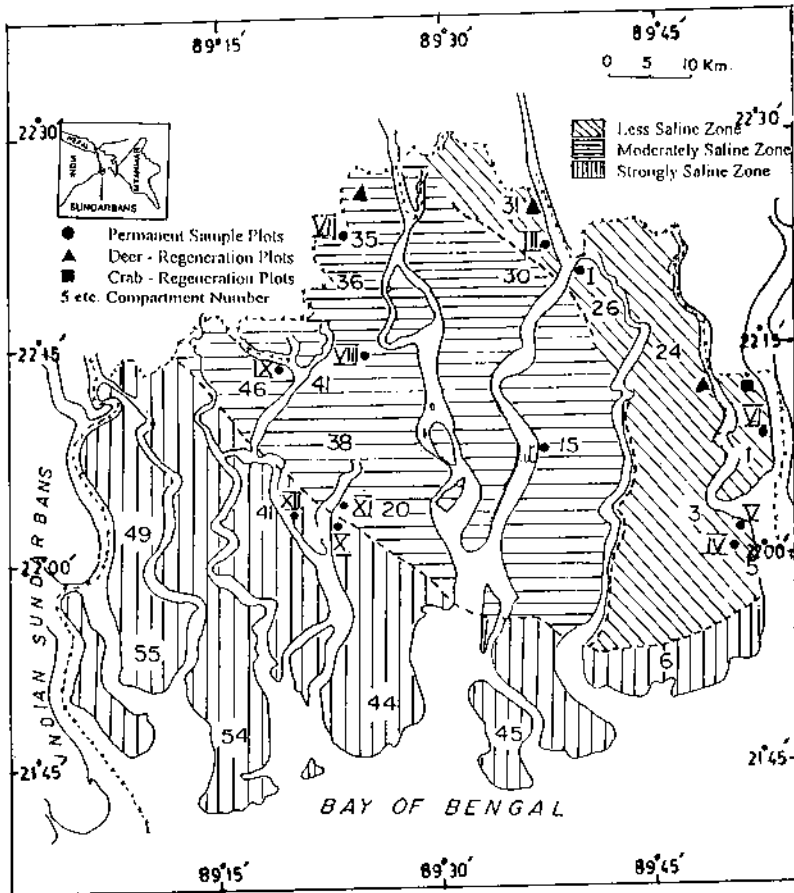 89°15′ 89°30′ 89°45′
0 5 10 Km.
22°30′ 22°30′
NEPAL
INDIA
MYANMAR
SUNDARBANS
Less Saline Zone
Moderately Saline Zone
Strongly Saline Zone
● Permanent Sample Plots
▲ Deer - Regeneration Plots
■ Crab - Regeneration Plots
5 etc. Compartment Number
31
VII 35 III
36 30 I
26
22°15′ 24 22°15′
VIII
IX 46 41
VI
38 II 15 1
XII XI 20 3 V
41 X IV
49 5 22°00′
22°00′
55 6
44
54 45
INDIAN SUNDARBANS
21°45′ 21°45′
BAY OF BENGAL
89°15′ 89°30′ 89°45′